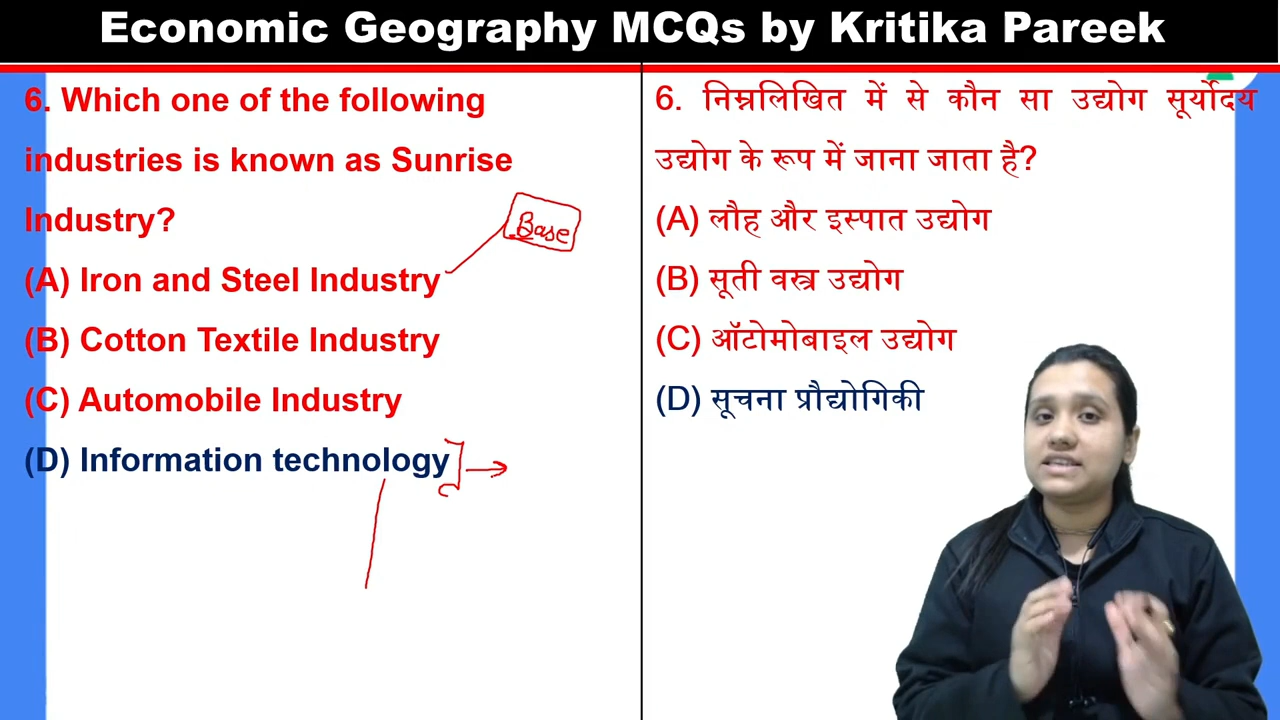 Economic Geography MCQs by Kritika Pareek
6. Which one of the following
industries is known as Sunrise
Industry?
Base
(A) Iron and Steel Industry
(B) Cotton Textile Industry
(C) Automobile Industry
(D) Information technology
6. निम्नलिखित में से कौन सा उद्योग सूर्योदय
उद्योग के रूप में जाना जाता है?
(A) लौह और इस्पात उद्योग
(B) सूती वस्त्र उद्योग
(C) ऑटोमोबाइल उद्योग
(D) सूचना प्रौद्योगिकी